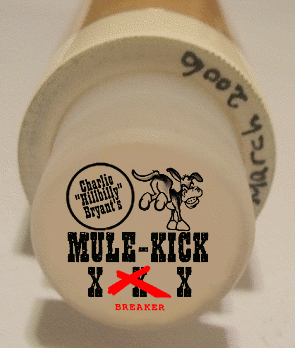 March 2006
Charlie
"Hillbilly"
Bryant's
MULE-KICK
X X X
BREAKER